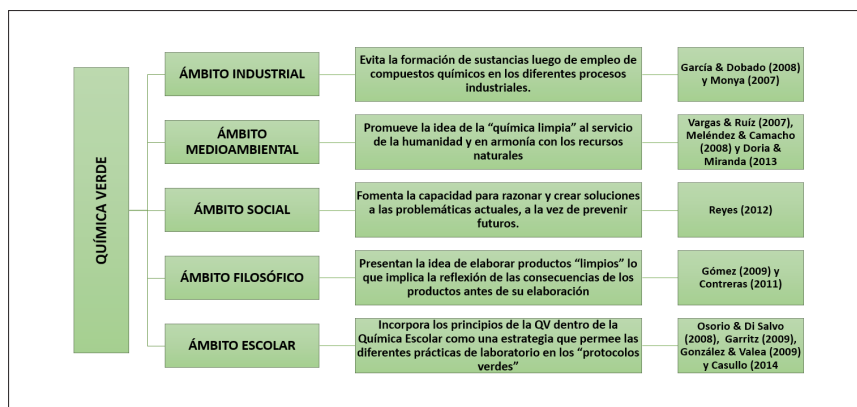 QUÍMICA VERDE
ÁMBITO INDUSTRIAL
Evita la formación de sustancias luego de empleo de
compuestos químicos en los diferentes procesos
industriales.
García & Dobado (2008)
y Monya (2007)
ÁMBITO
MEDIOAMBIENTAL
Promueve la idea de la “química limpia” al servicio
de la humanidad y en armonía con los recursos
naturales
Vargas & Ruíz (2007),
Meléndez & Camacho
(2008) y Doria &
Miranda (2013
ÁMBITO SOCIAL
Fomenta la capacidad para razonar y crear soluciones
a las problemáticas actuales, a la vez de prevenir
futuros.
Reyes (2012)
ÁMBITO FILOSÓFICO
Presentan la idea de elaborar productos “limpios” lo
que implica la reflexión de las consecuencias de los
productos antes de su elaboración
Gómez (2009) y
Contreras (2011)
ÁMBITO ESCOLAR
Incorpora los principios de la QV dentro de la
Química Escolar como una estrategia que permee las
diferentes prácticas de laboratorio en los “protocolos
verdes”
Osorio & Di Salvo
(2008), Garritz (2009),
González & Valea (2009)
y Casullo (2014